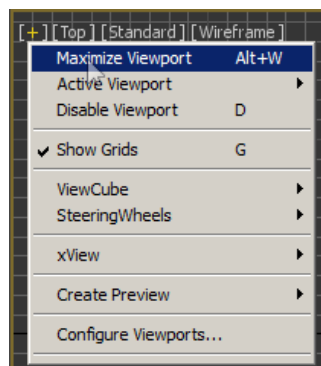 [+][Top][Standard][Wireframe]
Maximize Viewport Alt+W
Active Viewport
Disable Viewport D
Show Grids G
ViewCube
SteeringWheels
xView
Create Preview
Configure Viewports...